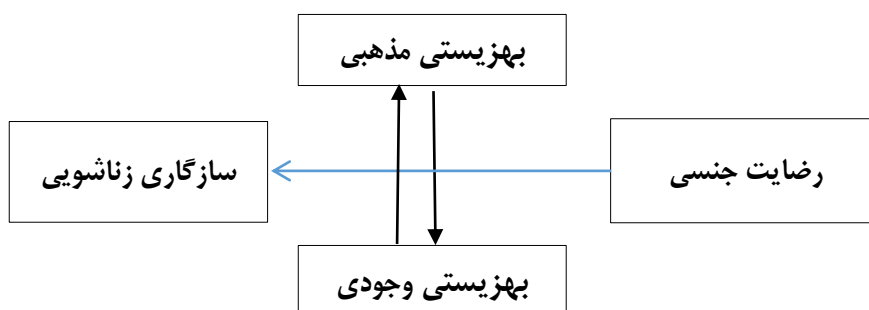 بهزیستی مذهبی
رضایت جنسی
سازگاری زناشویی
بهزیستی وجودی